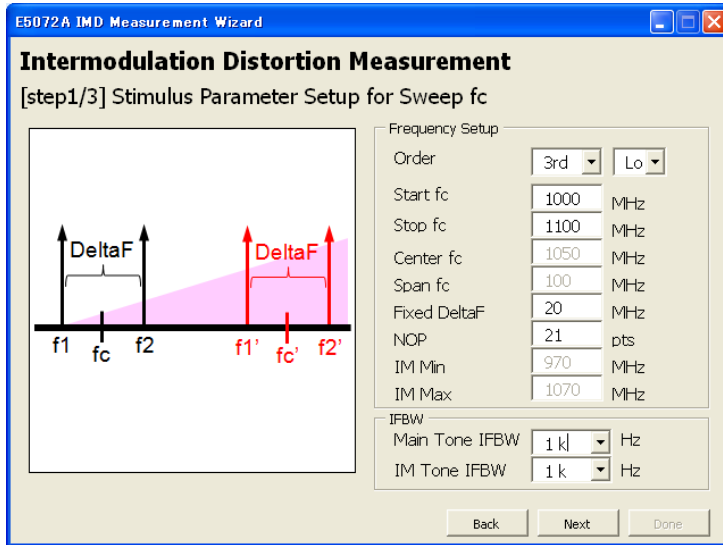 E5072A IMD Measurement Wizard
Intermodulation Distortion Measurement
[step1/3] Stimulus Parameter Setup for Sweep fc
DeltaF
DeltaF
f1 fc f2 f1’ fc’ f2’
Frequency Setup
Order 3rd Lo
Start fc 1000 MHz
Stop fc 1100 MHz
Center fc 1050 MHz
Span fc 100 MHz
Fixed DeltaF 20 MHz
NOP 21 pts
IM Min 970 MHz
IM Max 1070 MHz
IFBW
Main Tone IFBW 1 k Hz
IM Tone IFBW 1 k Hz
Back Next Done